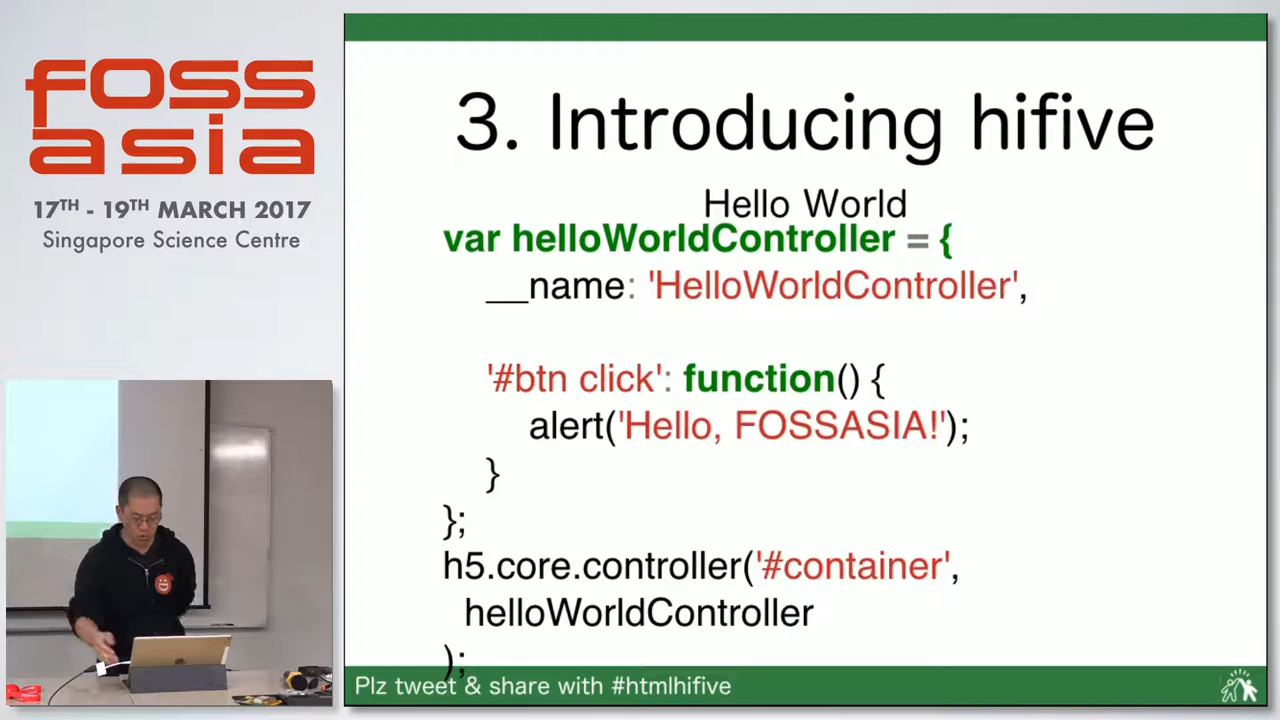 foss
asia
17TH - 19TH MARCH 2017
Singapore Science Centre
3. Introducing hifive
Hello World
var helloWorldController = {
__name: 'HelloWorldController',
'#btn click': function() {
alert('Hello, FOSSASIA!');
}
};
h5.core.controller('#container',
helloWorldController
);
Plz tweet & share with #htmlhifive